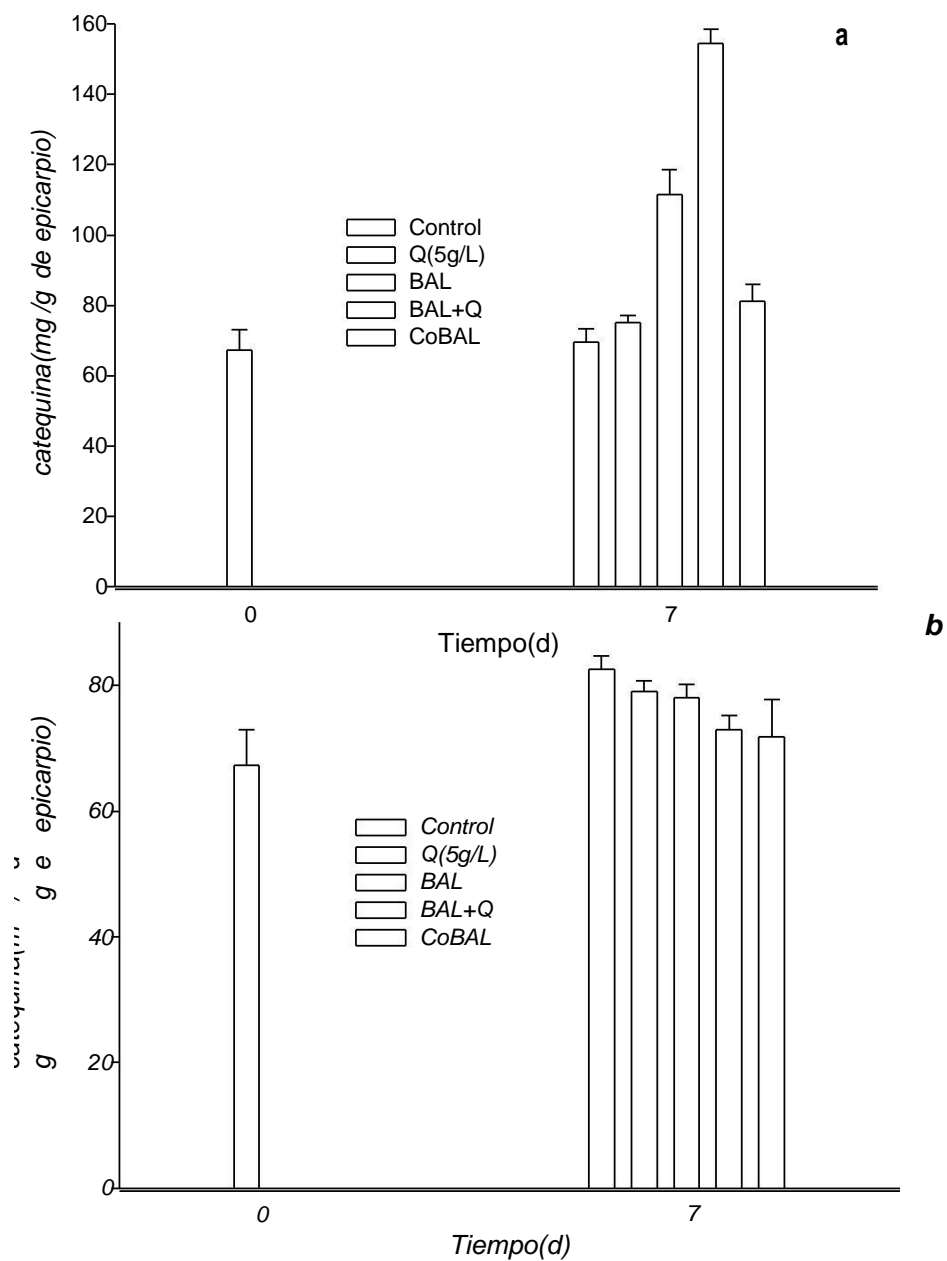 a
160
140
120
100
80
60
40
20
0
catequina(mg /g de epicarpio)
Control
Q(5g/L)
BAL
BAL+Q
CoBAL
0
7
Tiempo(d)
b
80
60
40
20
0
epicarpio)
g e
g
Control
Q(5g/L)
BAL
BAL+Q
CoBAL
0
7
Tiempo(d)